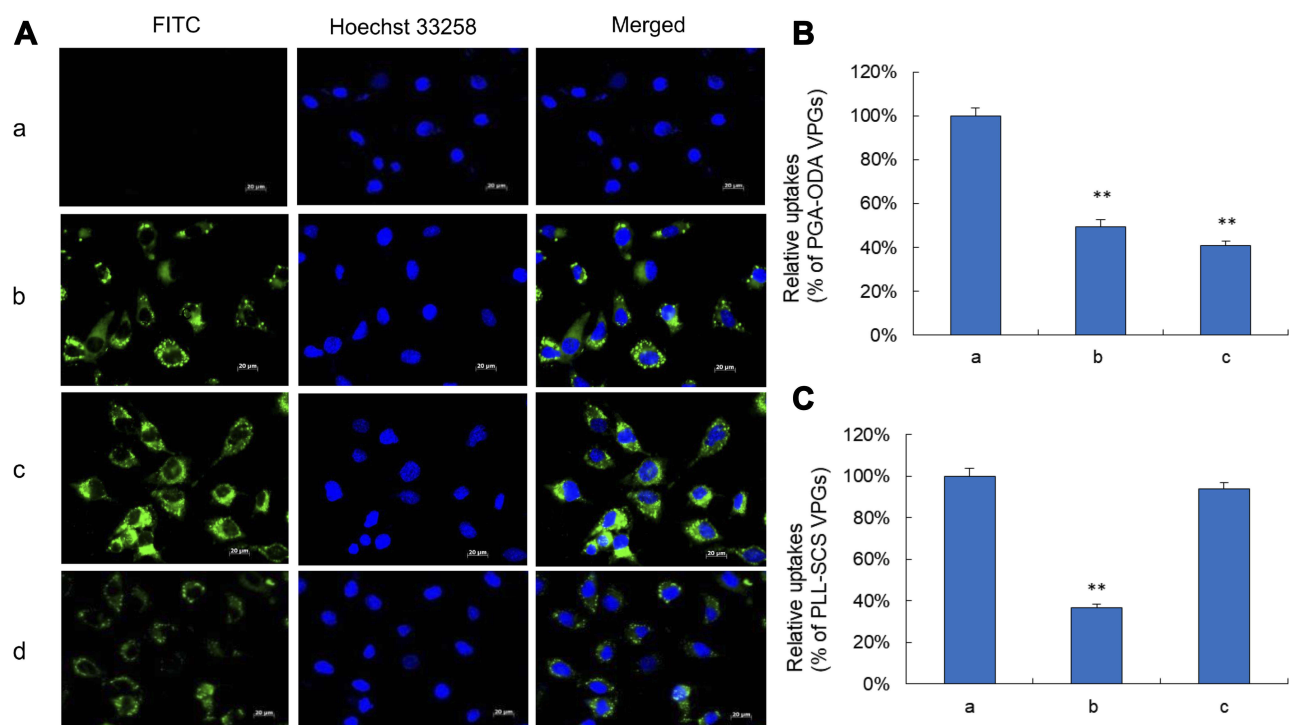 A
FITC
Hoechst 33258
Merged
a
20 μm
20 μm
20 μm
b
20 μm
20 μm
20 μm
c
20 μm
20 μm
20 μm
d
20 μm
20 μm
20 μm
B
Relative uptakes
(% of PGA-ODA VPGs)
120%
100%
80%
60%
40%
20%
0%
**
**
a
b
c
C
Relative uptakes
(% of PLL-SCS VPGs)
120%
100%
80%
60%
40%
20%
0%
**
a
b
c